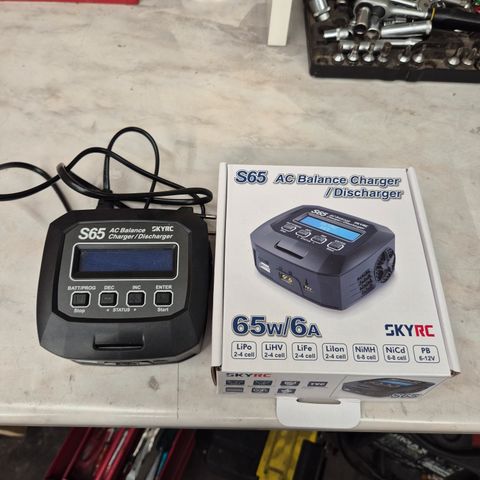 S65 AC Balance SKYRC
Charger/Discharger
BATT/PROG DEC INC ENTER
Stop ◄ STATUS ► Start
S65 AC Balance Charger
/Discharger
S65
65W/6A
SKYRC
LiPo LiHV LiFe LiIon NiMH NiCd PB
2-4 cell 2-4 cell 2-4 cell 2-4 cell 6-8 cell 6-8 cell 6-12V
SKYRC
S65